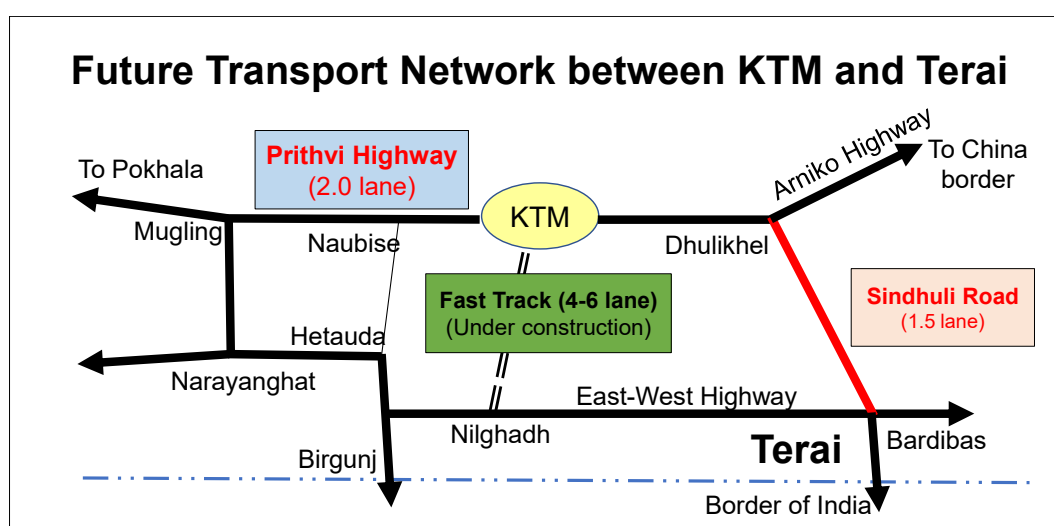 Future Transport Network between KTM and Terai
Prithvi Highway
(2.0 lane)
Arniko Highway
To China
border
To Pokhala
KTM
Mugling
Naubise
Dhulikhel
Fast Track (4-6 lane)
(Under construction)
Sindhuli Road
(1.5 lane)
Hetauda
Narayanghat
East-West Highway
Nilghadh
Terai
Bardibas
Birgunj
Border of India